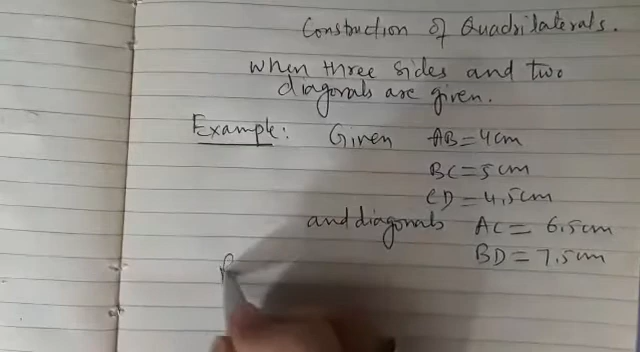 Construction of Quadrilaterals.
When three sides and two
diagonals are given.
Example: Given AB=4cm
BC=5cm
CD=4.5cm
and diagonals AC=6.5cm
BD=7.5cm